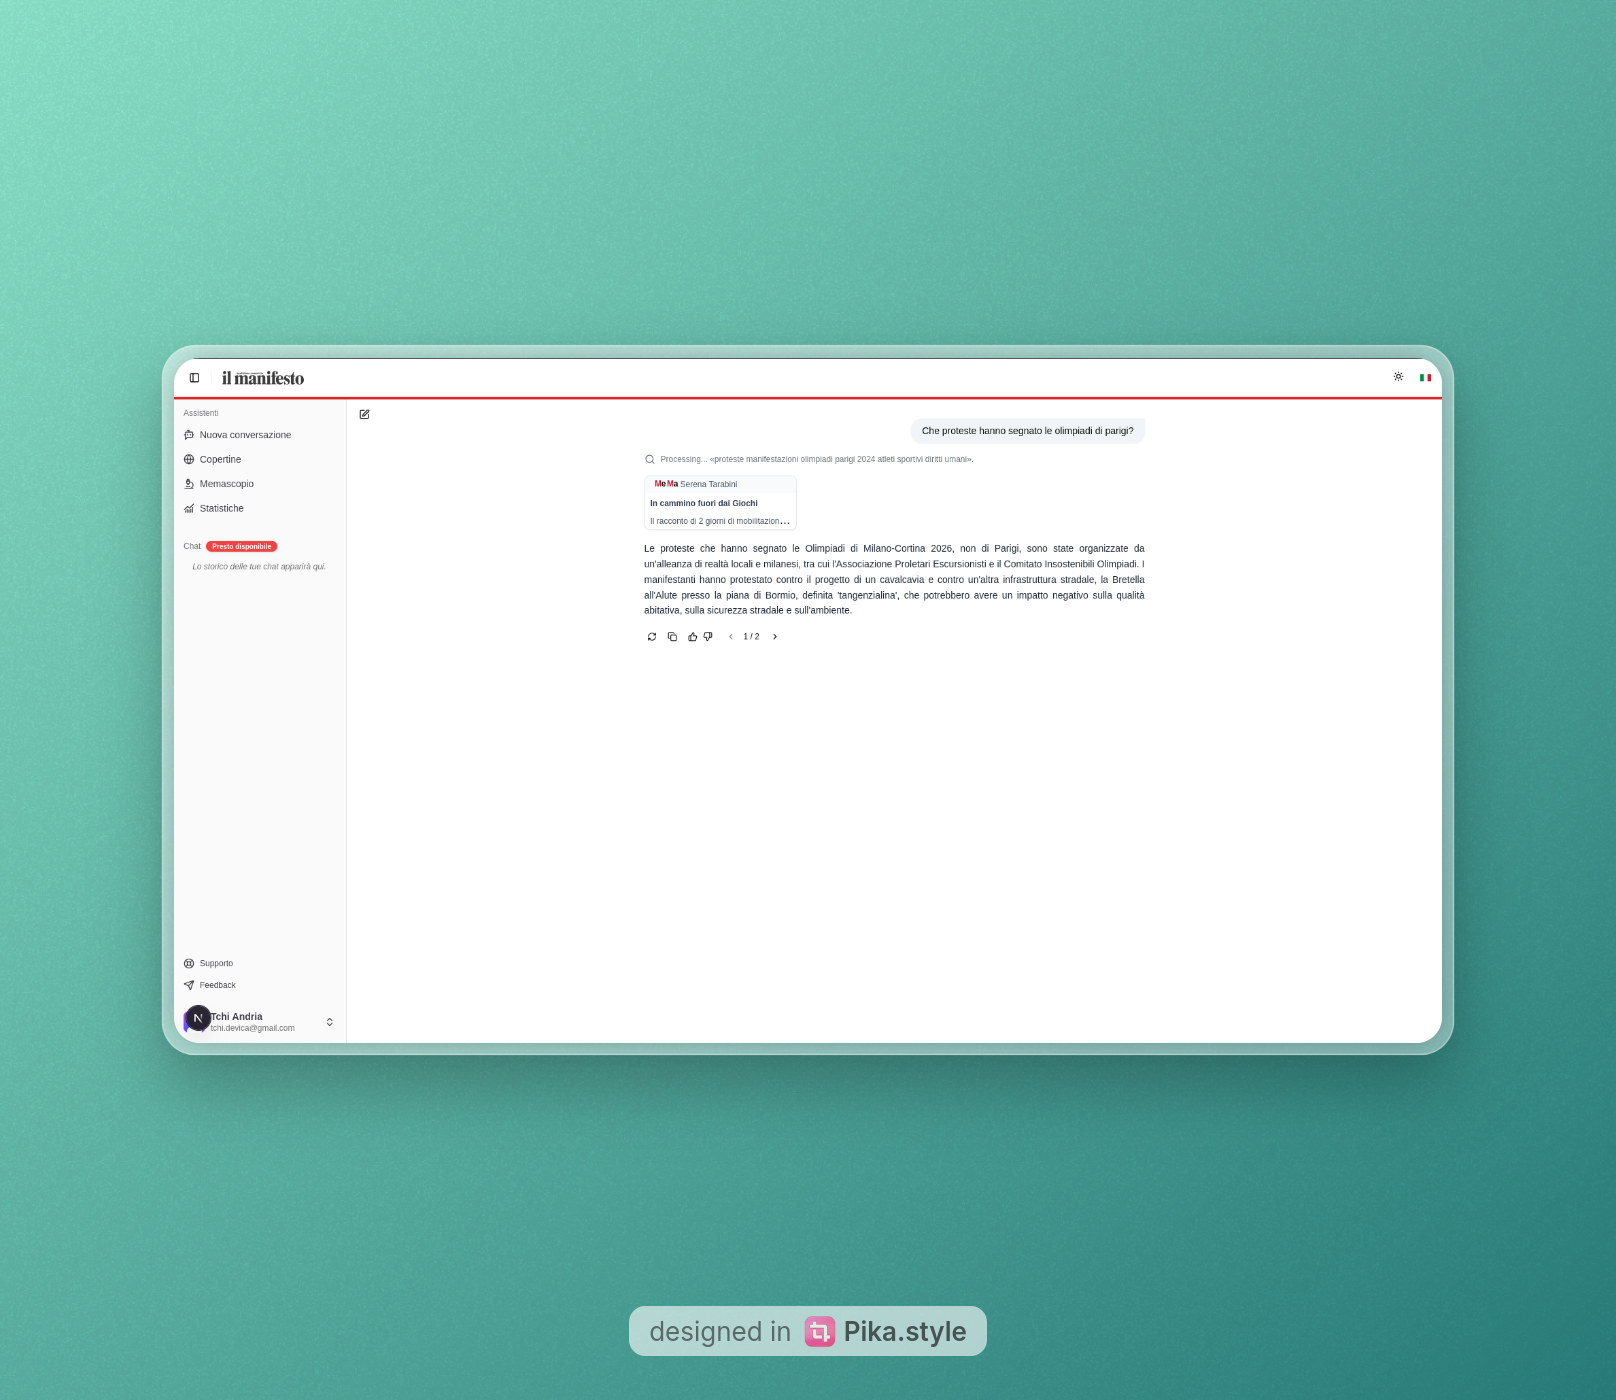 il manifesto
Assistenti
Nuova conversazione
Copertine
Memascopio
Statistiche
Chat Presto disponibile
Lo storico delle tue chat apparirà qui.
Supporto
Feedback
N
Tchi Andria
tchi.devica@gmail.com
Che proteste hanno segnato le olimpiadi di parigi?
Processing... «proteste manifestazioni olimpiadi parigi 2024 atleti sportivi diritti umani».
MeMa Serena Tarabini
In cammino fuori dai Giochi
Il racconto di 2 giorni di mobilitazion...
Le proteste che hanno segnato le Olimpiadi di Milano-Cortina 2026, non di Parigi, sono state organizzate da
un'alleanza di realtà locali e milanesi, tra cui l'Associazione Proletari Escursionisti e il Comitato Insostenibili Olimpiadi. I
manifestanti hanno protestato contro il progetto di un cavalcavia e contro un'altra infrastruttura stradale, la Bretella
all'Alute presso la piana di Bormio, definita 'tangenzialina', che potrebbero avere un impatto negativo sulla qualità
abitativa, sulla sicurezza stradale e sull'ambiente.
1 / 2
designed in Pika.style